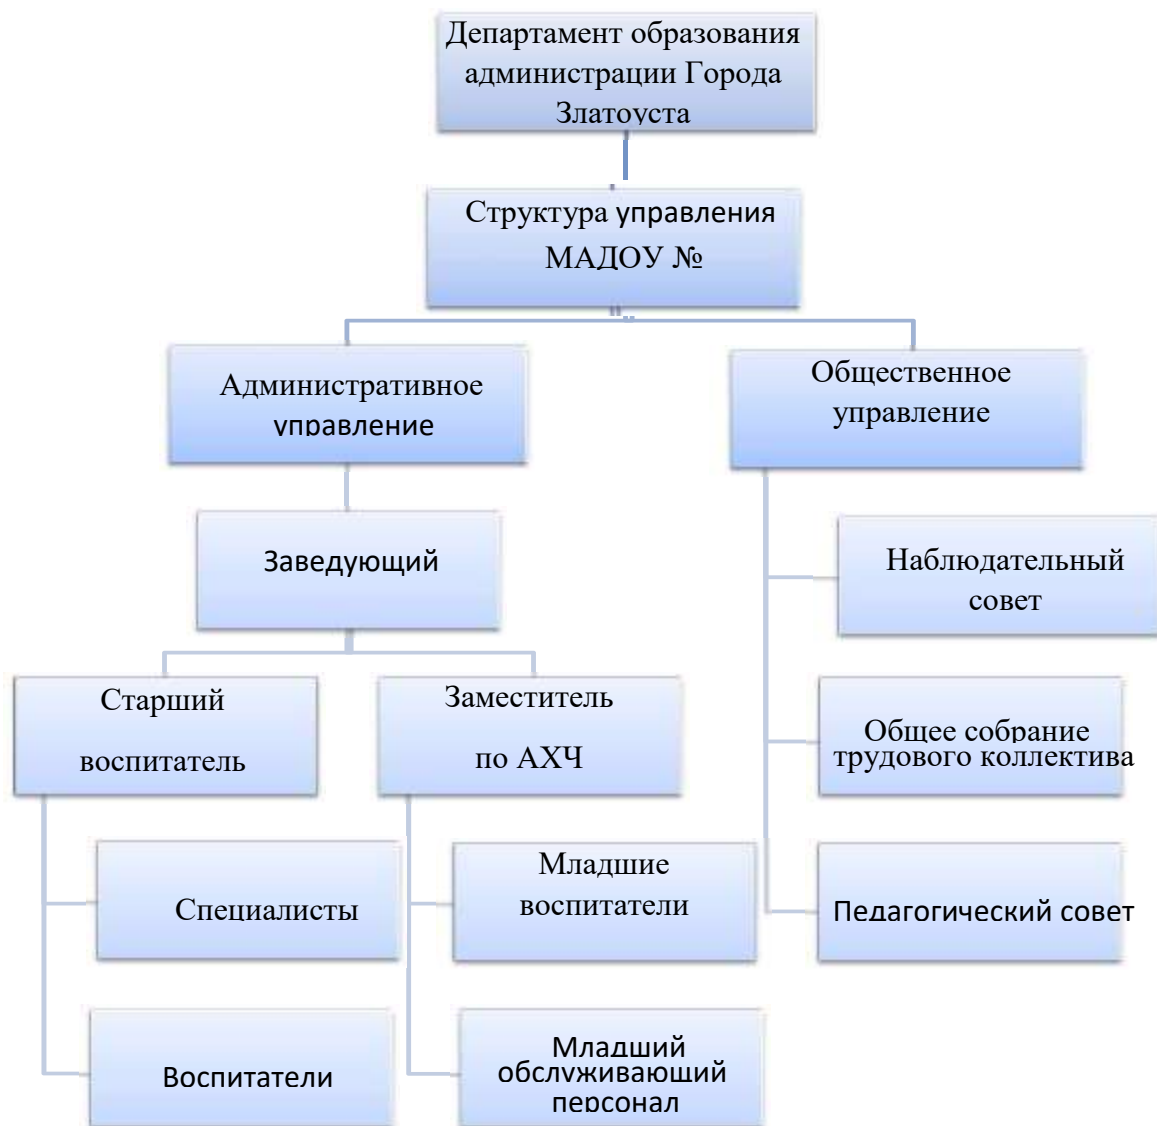 Департамент образования
администрации Города
Златоуста
Структура управления
МАДОУ №
Административное
управление
Общественное
управление
Заведующий
Наблюдательный
совет
Старший
воспитатель
Заместитель
по АХЧ
Общее собрание
трудового коллектива
Специалисты
Младшие
воспитатели
Педагогический совет
Воспитатели
Младший
обслуживающий
персонал